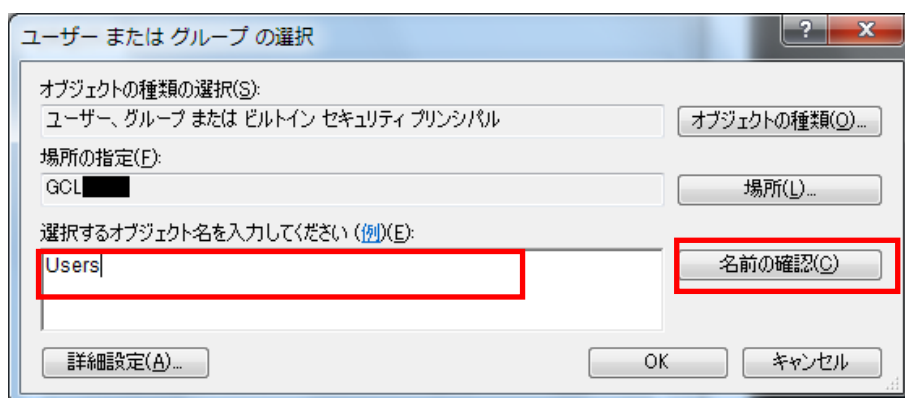 ユーザー または グループ の選択
オブジェクトの種類の選択(S):
ユーザー、グループ または ビルトイン セキュリティ プリンシパル
オブジェクトの種類(O)...
場所の指定(F):
GCL
場所(L)...
選択するオブジェクト名を入力してください (例)(E):
Users
名前の確認(C)
詳細設定(A)...
OK
キャンセル